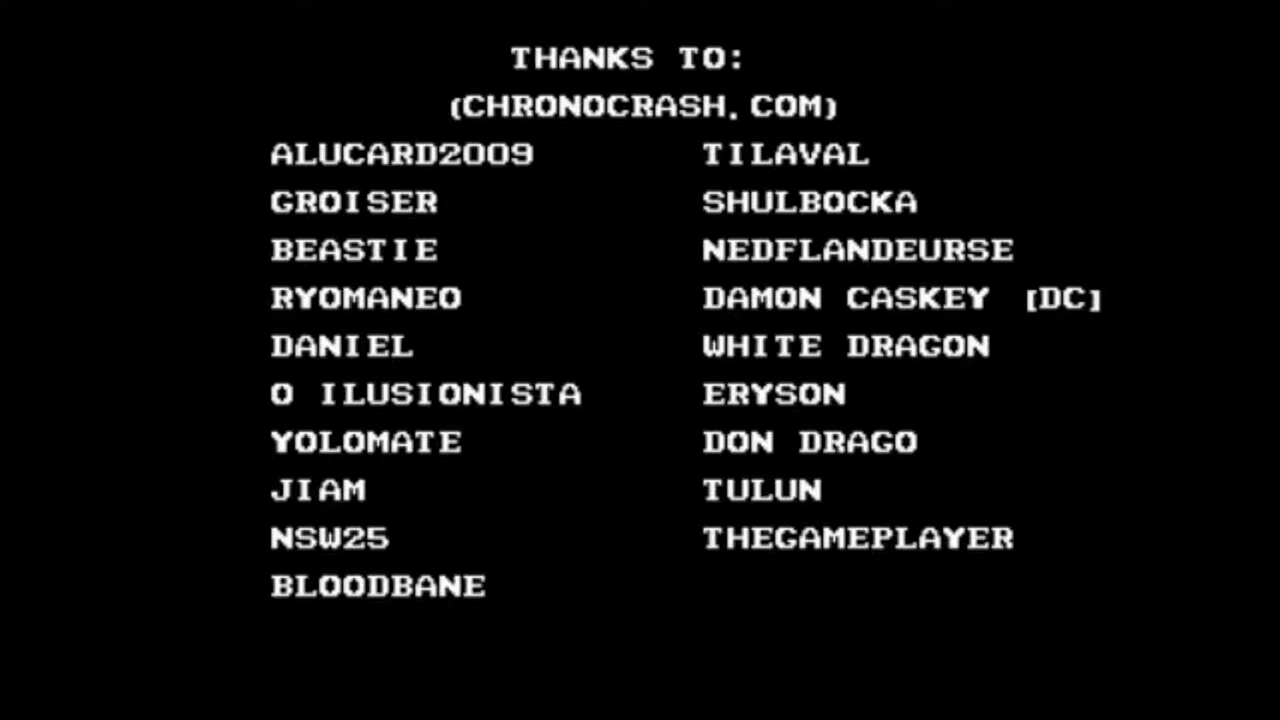 THANKS TO:
(CHRONOCRASH.COM)
ALUCARD2009 TILAVAL
GROISER SHULBOCKA
BEASTIE NEDFLANDEURSE
RYOMANEO DAMON CASKEY [DC]
DANIEL WHITE DRAGON
O ILUSIONISTA ERYSON
YOLOMATE DON DRAGO
JIAM TULUN
NSW25 THEGAMEPLAYER
BLOODBANE